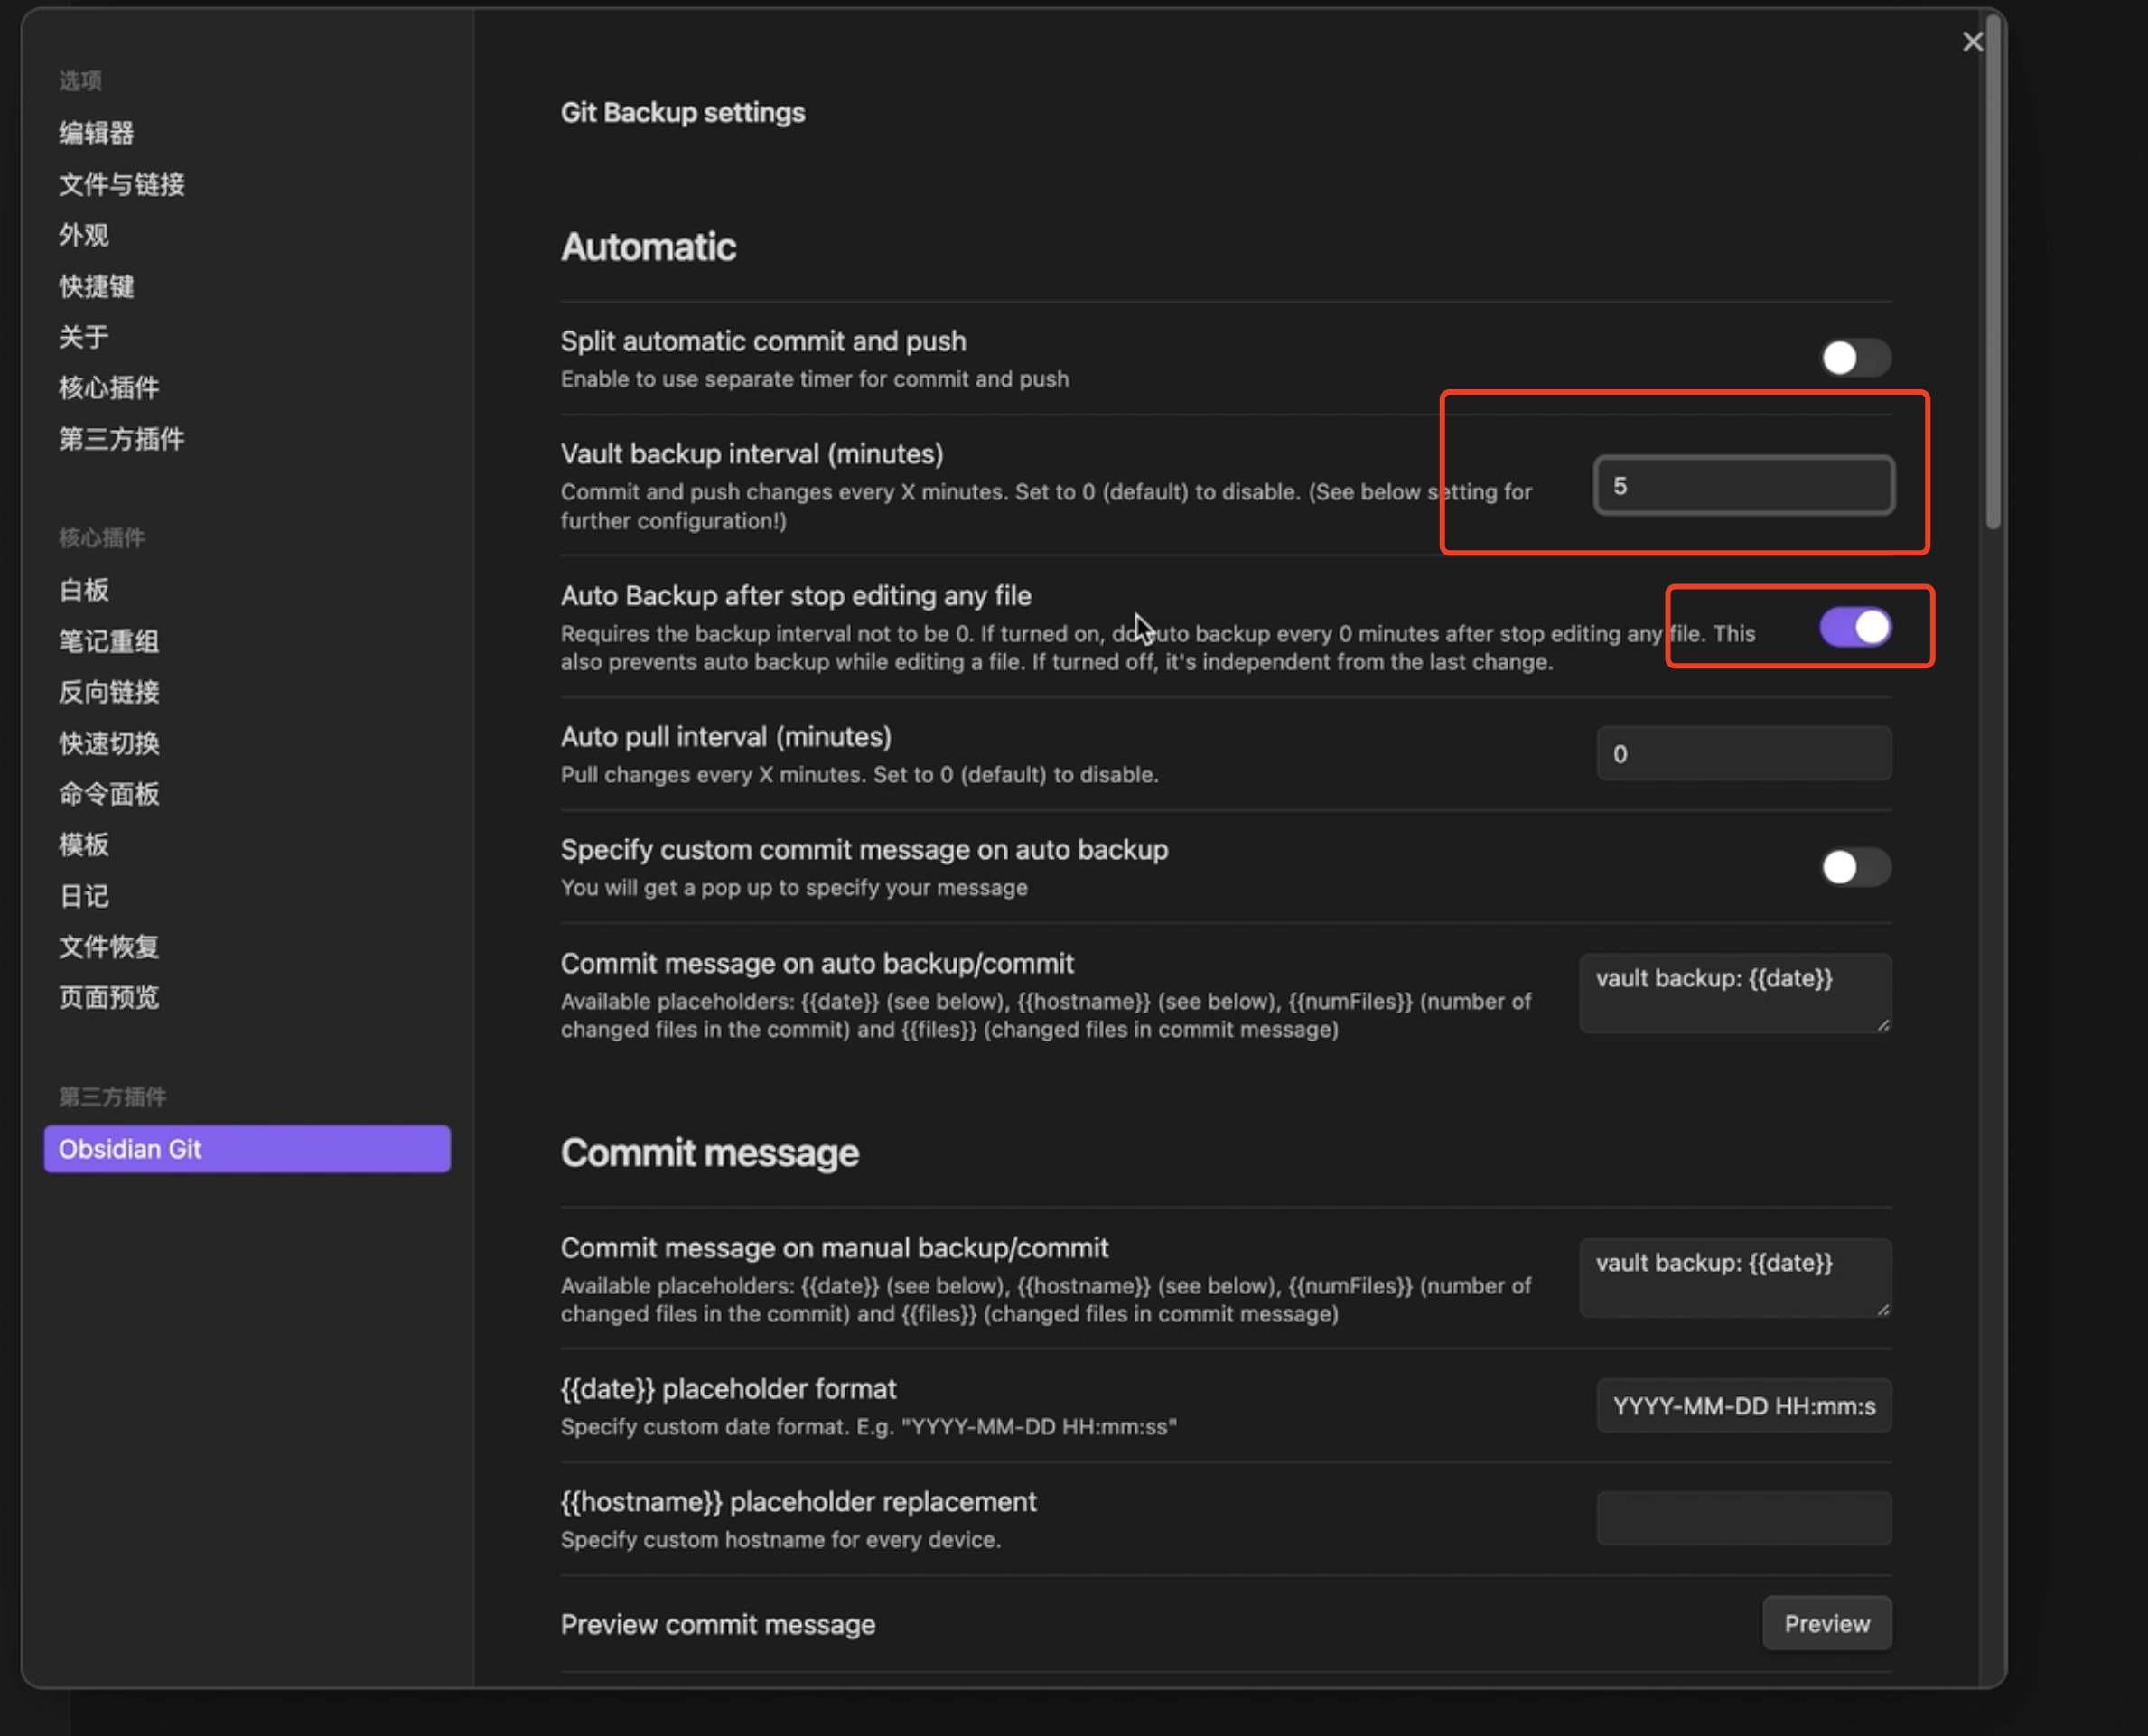 选项
编辑器
文件与链接
外观
快捷键
关于
核心插件
第三方插件
核心插件
白板
笔记重组
反向链接
快速切换
命令面板
模板
日记
文件恢复
页面预览
第三方插件
Obsidian Git
Git Backup settings
Automatic
Split automatic commit and push
Enable to use separate timer for commit and push
Vault backup interval (minutes)
Commit and push changes every X minutes. Set to 0 (default) to disable. (See below setting for
further configuration!)
5
Auto Backup after stop editing any file
Requires the backup interval not to be 0. If turned on, do auto backup every 0 minutes after stop editing any file. This
also prevents auto backup while editing a file. If turned off, it's independent from the last change.
Auto pull interval (minutes)
Pull changes every X minutes. Set to 0 (default) to disable.
0
Specify custom commit message on auto backup
You will get a pop up to specify your message
Commit message on auto backup/commit
Available placeholders: {{date}} (see below), {{hostname}} (see below), {{numFiles}} (number of
changed files in the commit) and {{files}} (changed files in commit message)
vault backup: {{date}}
Commit message
Commit message on manual backup/commit
Available placeholders: {{date}} (see below), {{hostname}} (see below), {{numFiles}} (number of
changed files in the commit) and {{files}} (changed files in commit message)
vault backup: {{date}}
{{date}} placeholder format
Specify custom date format. E.g. "YYYY-MM-DD HH:mm:ss"
YYYY-MM-DD HH:mm:s
{{hostname}} placeholder replacement
Specify custom hostname for every device.
Preview commit message
Preview